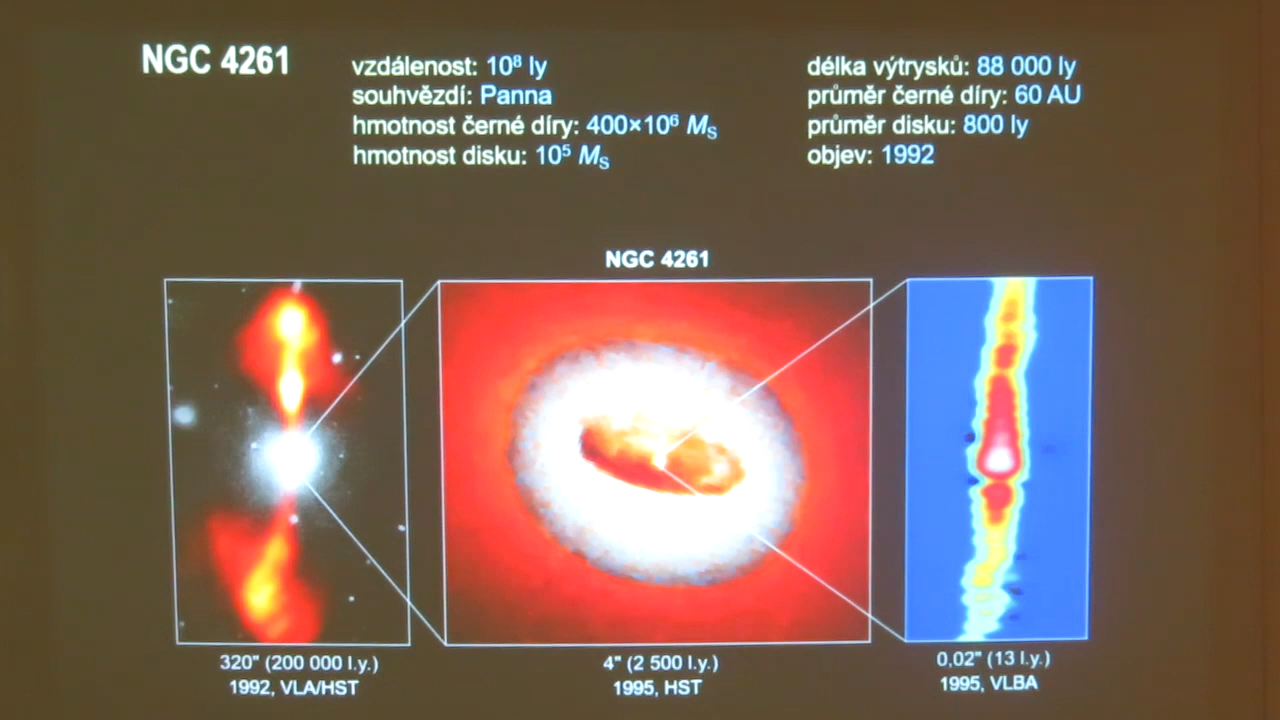 NGC 4261
vzdálenost: 10⁸ ly
souhvězdí: Panna
hmotnost černé díry: 400×10⁶ M_S
hmotnost disku: 10⁵ M_S
délka výtrysků: 88 000 ly
průměr černé díry: 60 AU
průměr disku: 800 ly
objev: 1992
NGC 4261
320" (200 000 l.y.)
1992, VLA/HST
4" (2 500 l.y.)
1995, HST
0,02" (13 l.y.)
1995, VLBA